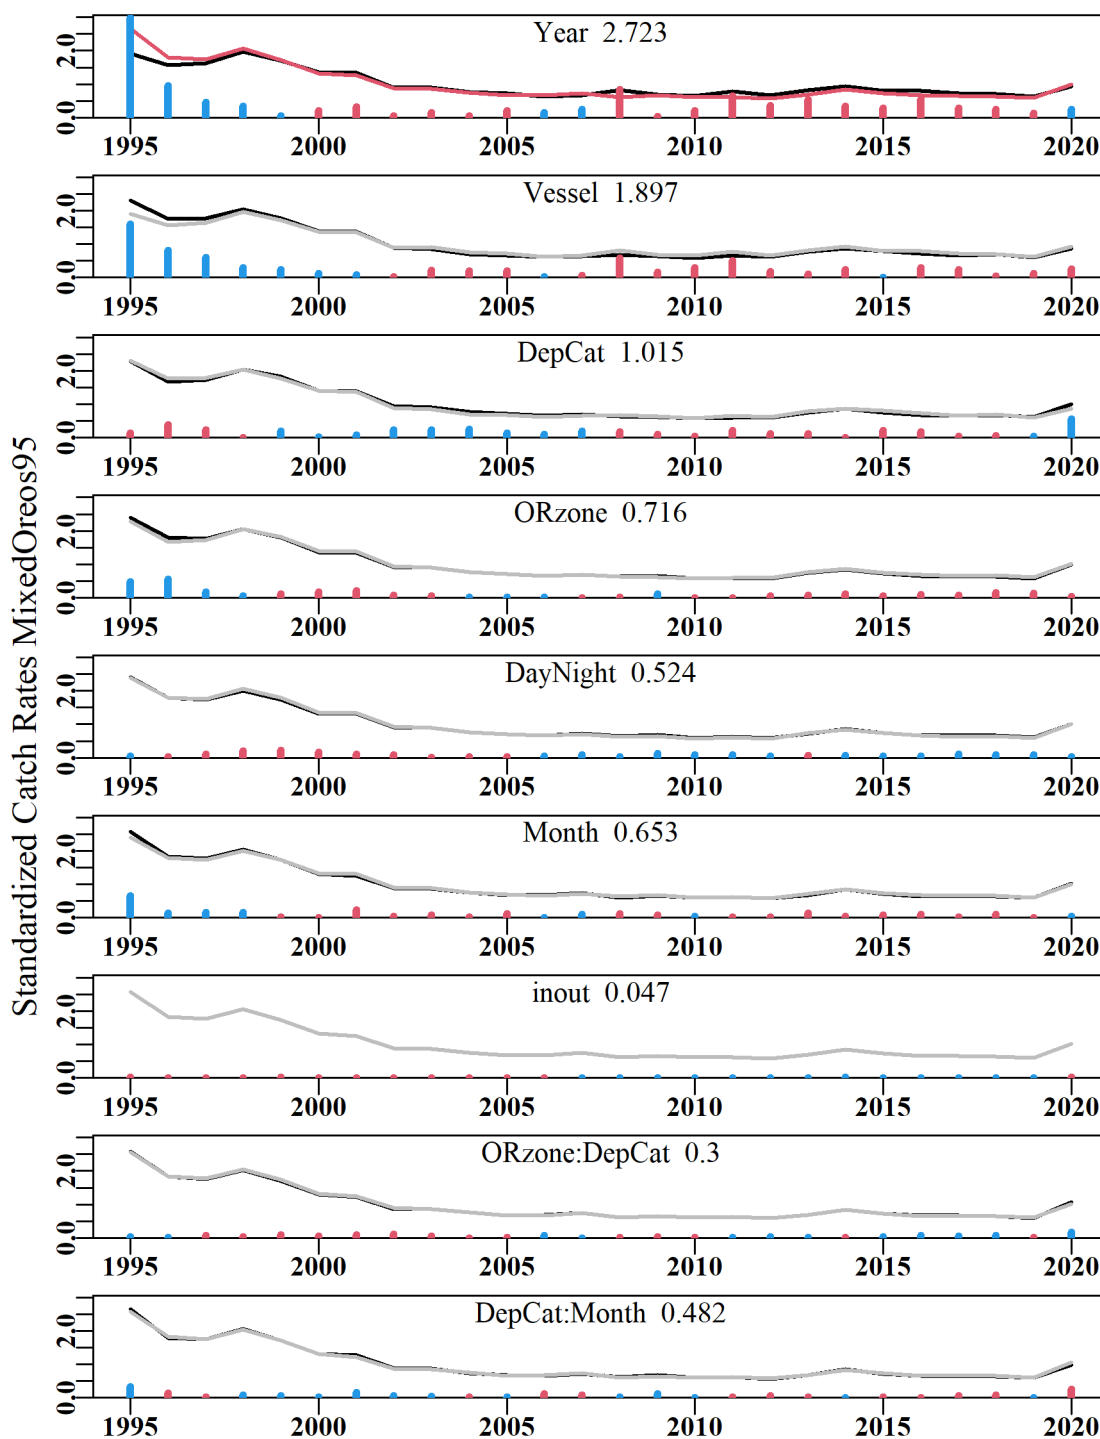 Standardized Catch Rates MixedOreos95
Year 2.723
0.0 2.0
1995 2000 2005 2010 2015 2020
Vessel 1.897
0.0 2.0
1995 2000 2005 2010 2015 2020
DepCat 1.015
0.0 2.0
1995 2000 2005 2010 2015 2020
ORzone 0.716
0.0 2.0
1995 2000 2005 2010 2015 2020
DayNight 0.524
0.0 2.0
1995 2000 2005 2010 2015 2020
Month 0.653
0.0 2.0
1995 2000 2005 2010 2015 2020
inout 0.047
0.0 2.0
1995 2000 2005 2010 2015 2020
ORzone:DepCat 0.3
0.0 2.0
1995 2000 2005 2010 2015 2020
DepCat:Month 0.482
0.0 2.0
1995 2000 2005 2010 2015 2020